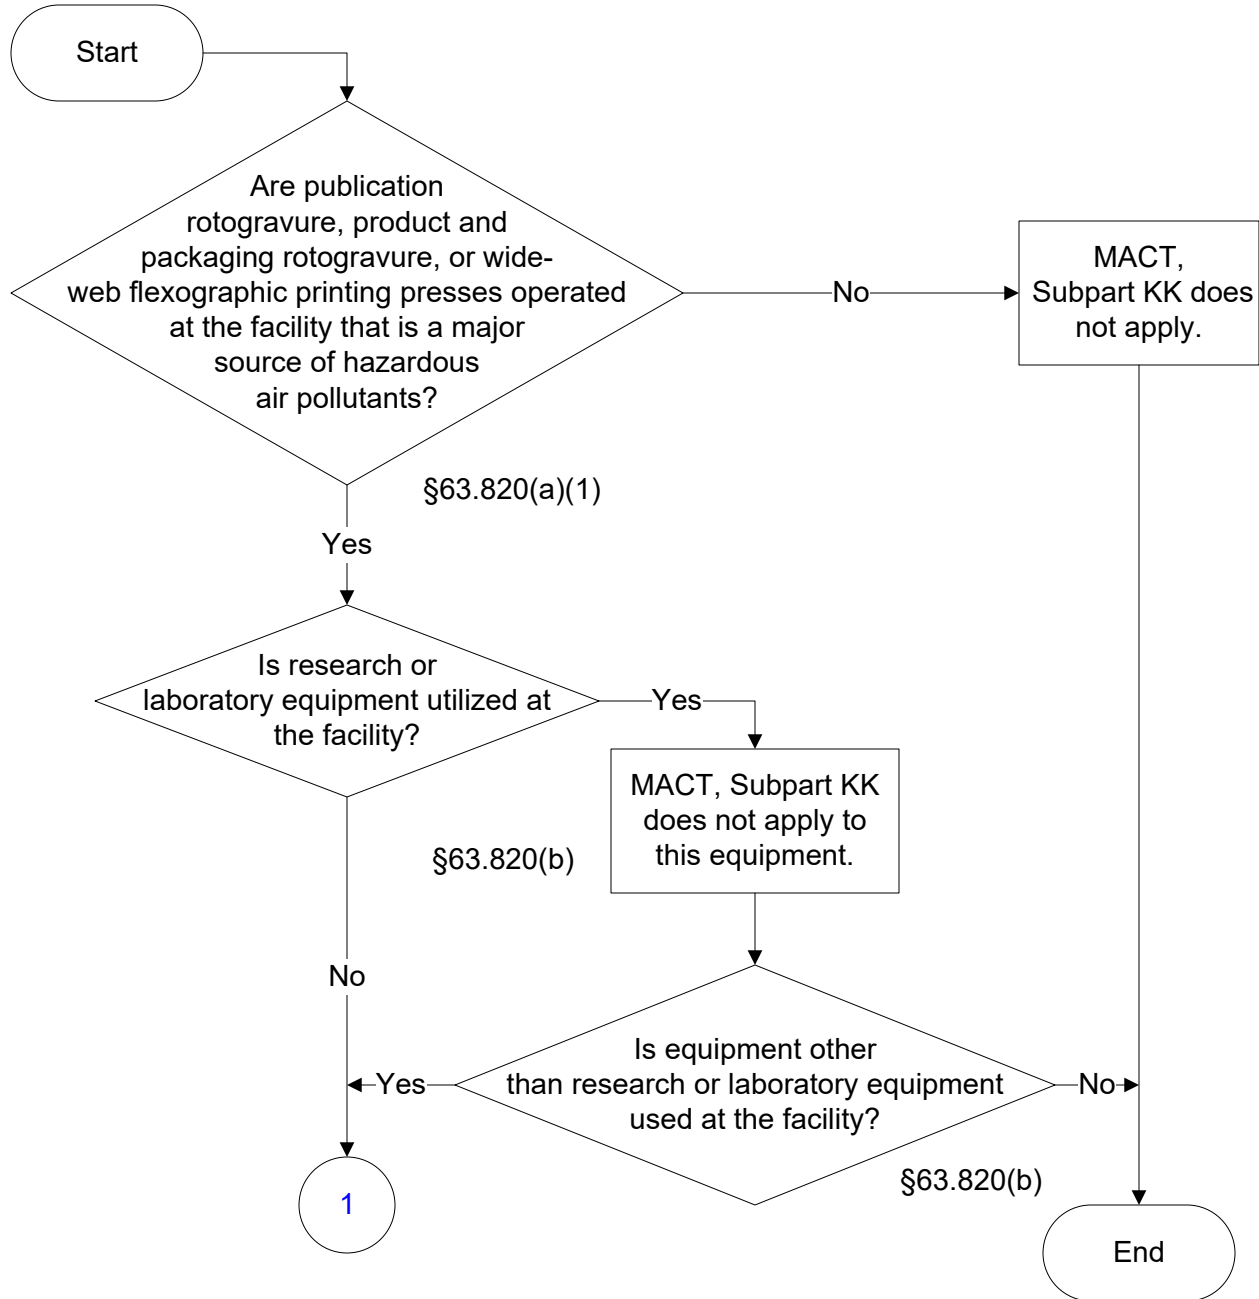 Start
Are publication
rotogravure, product and
packaging rotogravure, or wide-
web flexographic printing presses operated
at the facility that is a major
source of hazardous
air pollutants?
No
MACT,
Subpart KK does
not apply.
§63.820(a)(1)
Yes
Is research or
laboratory equipment utilized at
the facility?
Yes
MACT, Subpart KK
does not apply to
this equipment.
§63.820(b)
No
Is equipment other
than research or laboratory equipment
used at the facility?
Yes
No
§63.820(b)
1
End